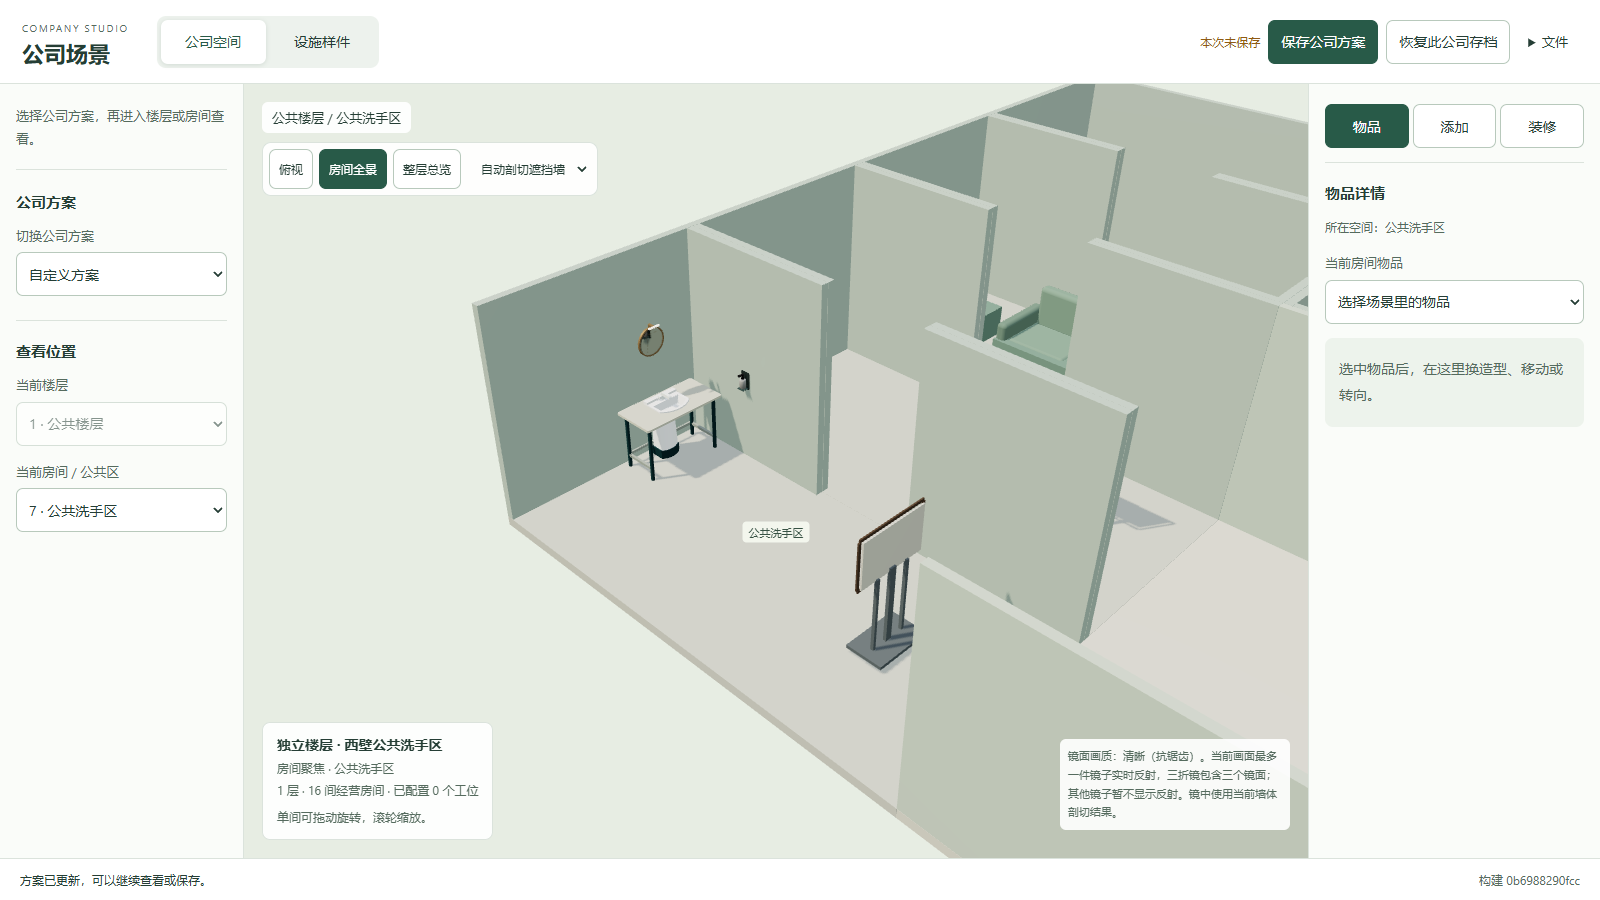 COMPANY STUDIO
公司场景
公司空间
设施样件
本次未保存
保存公司方案
恢复此公司存档
▶ 文件
选择公司方案，再进入楼层或房间查
看。
公司方案
切换公司方案
自定义方案
查看位置
当前楼层
1 · 公共楼层
当前房间 / 公共区
7 · 公共洗手区
公共楼层 / 公共洗手区
俯视
房间全景
整层总览
自动剖切遮挡墙
公共洗手区
独立楼层 · 西壁公共洗手区
房间聚焦 · 公共洗手区
1 层 · 16 间经营房间 · 已配置 0 个工位
单间可拖动旋转，滚轮缩放。
镜面画质：清晰（抗锯齿）。当前画面最多
一件镜子实时反射，三折镜包含三个镜面；
其他镜子暂不显示反射。镜中使用当前墙体
剖切结果。
物品
添加
装修
物品详情
所在空间：公共洗手区
当前房间物品
选择场景里的物品
选中物品后，在这里换造型、移动或
转向。
方案已更新，可以继续查看或保存。
构建 0b6988290fcc